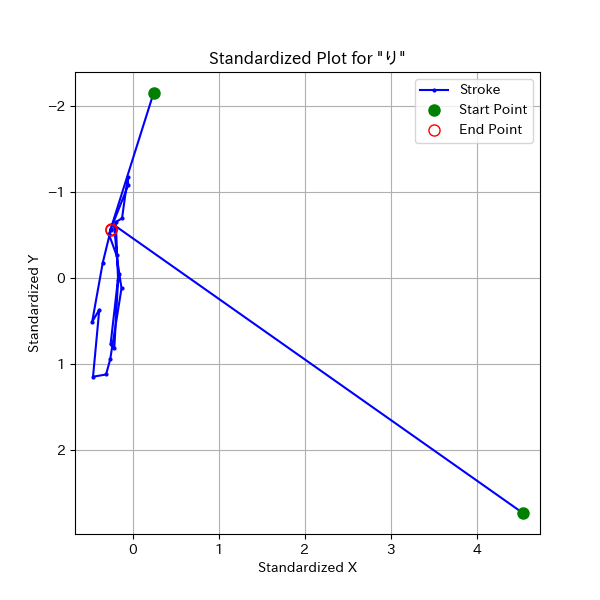 Standardized Plot for "り"
Stroke
Start Point
End Point
Standardized Y
−2
−1
0
1
2
0 1 2 3 4
Standardized X